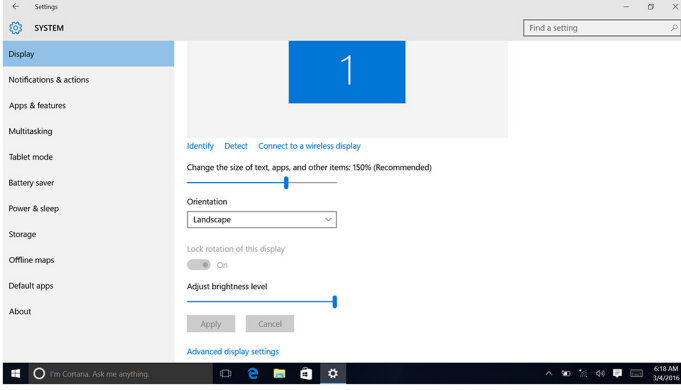 Settings
SYSTEM
Find a setting
Display
Notifications & actions
Apps & features
Multitasking
Tablet mode
Battery saver
Power & sleep
Storage
Offline maps
Default apps
About
1
Identify Detect Connect to a wireless display
Change the size of text, apps, and other items: 150% (Recommended)
Orientation
Landscape
Lock rotation of this display
On
Adjust brightness level
Apply Cancel
Advanced display settings
I'm Cortana. Ask me anything.
6:18 AM
3/4/2016